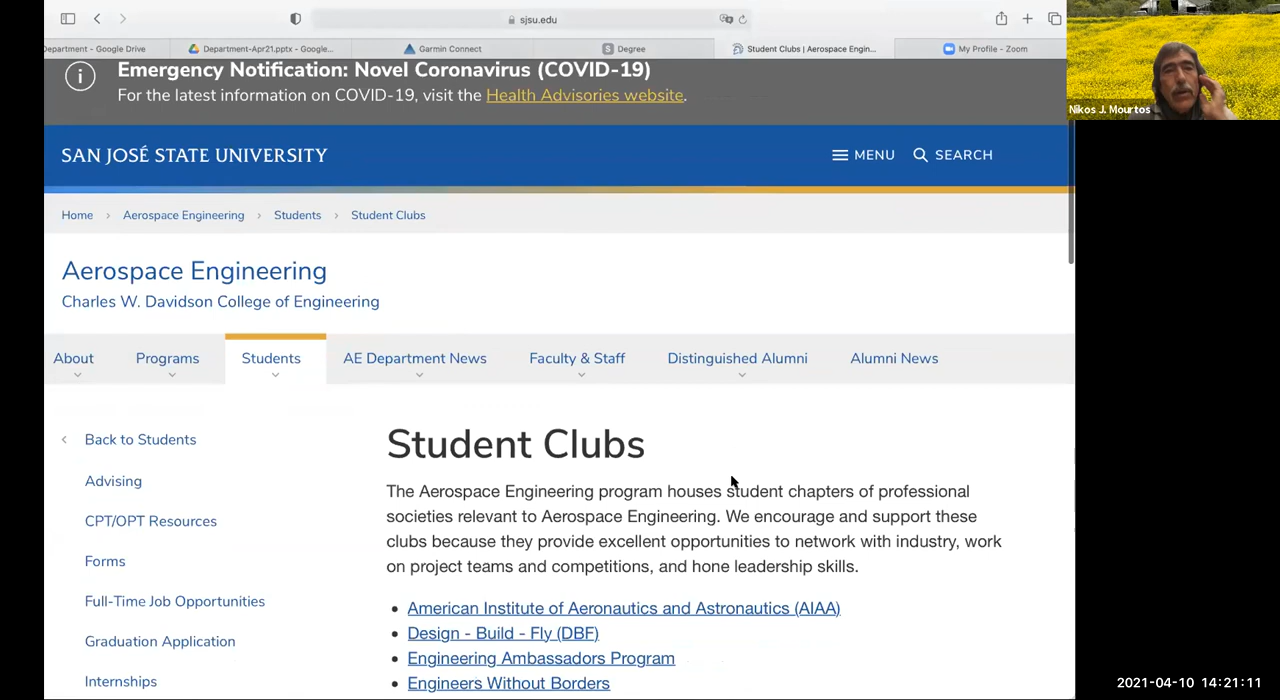 sjsu.edu
Department - Google Drive
Department-Apr21.pptx - Google...
Garmin Connect
S Degree
Student Clubs | Aerospace Engin...
My Profile - Zoom
Nikos J. Mourtos
Emergency Notification: Novel Coronavirus (COVID-19)
For the latest information on COVID-19, visit the Health Advisories website.
SAN JOSÉ STATE UNIVERSITY
MENU
SEARCH
Home › Aerospace Engineering › Students › Student Clubs
Aerospace Engineering
Charles W. Davidson College of Engineering
About
Programs
Students
AE Department News
Faculty & Staff
Distinguished Alumni
Alumni News
Back to Students
Advising
CPT/OPT Resources
Forms
Full-Time Job Opportunities
Graduation Application
Internships
Student Clubs
The Aerospace Engineering program houses student chapters of professional
societies relevant to Aerospace Engineering. We encourage and support these
clubs because they provide excellent opportunities to network with industry, work
on project teams and competitions, and hone leadership skills.
• American Institute of Aeronautics and Astronautics (AIAA)
• Design - Build - Fly (DBF)
• Engineering Ambassadors Program
• Engineers Without Borders
2021-04-10 14:21:11